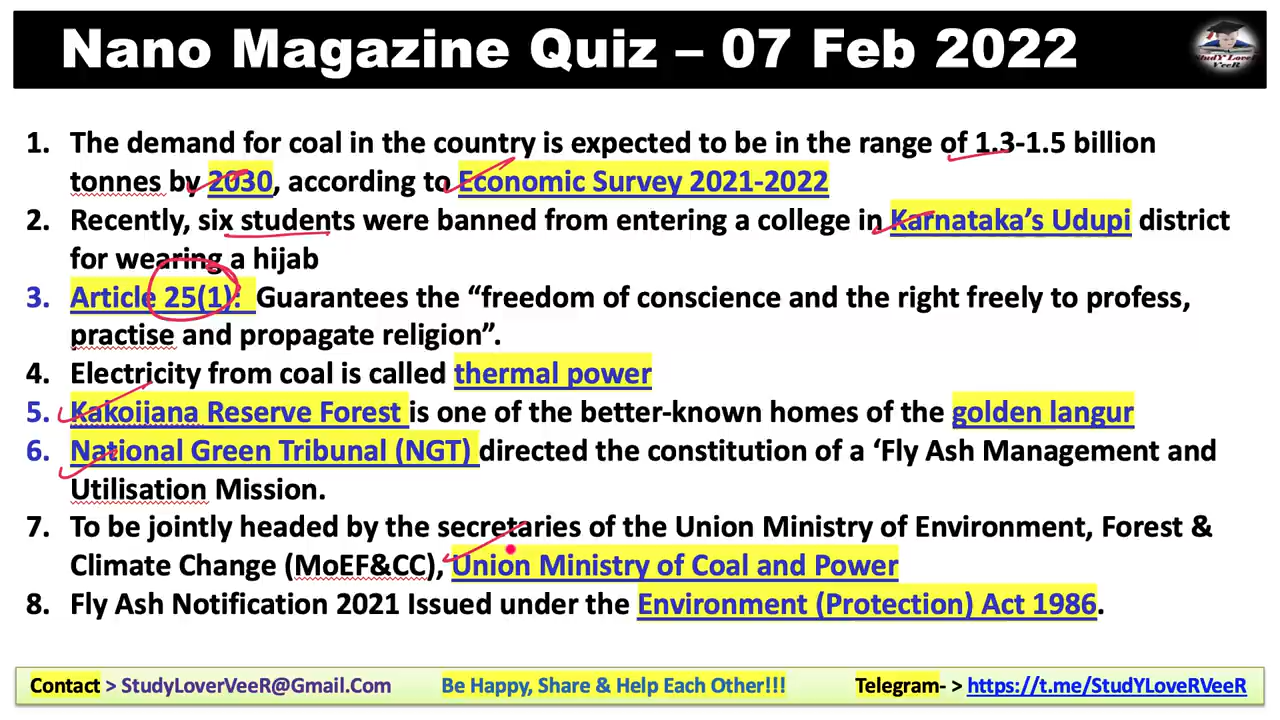 Nano Magazine Quiz – 07 Feb 2022
StudY LoveR
VeeR
1. The demand for coal in the country is expected to be in the range of 1.3-1.5 billion
tonnes by 2030, according to Economic Survey 2021-2022
2. Recently, six students were banned from entering a college in Karnataka’s Udupi district
for wearing a hijab
3. Article 25(1): Guarantees the “freedom of conscience and the right freely to profess,
practise and propagate religion”.
4. Electricity from coal is called thermal power
5. Kakoijana Reserve Forest is one of the better-known homes of the golden langur
6. National Green Tribunal (NGT) directed the constitution of a ‘Fly Ash Management and
Utilisation Mission.
7. To be jointly headed by the secretaries of the Union Ministry of Environment, Forest &
Climate Change (MoEF&CC), Union Ministry of Coal and Power
8. Fly Ash Notification 2021 Issued under the Environment (Protection) Act 1986.
Contact > StudyLoverVeeR@Gmail.Com Be Happy, Share & Help Each Other!!! Telegram- > https://t.me/StudYLoveRVeeR